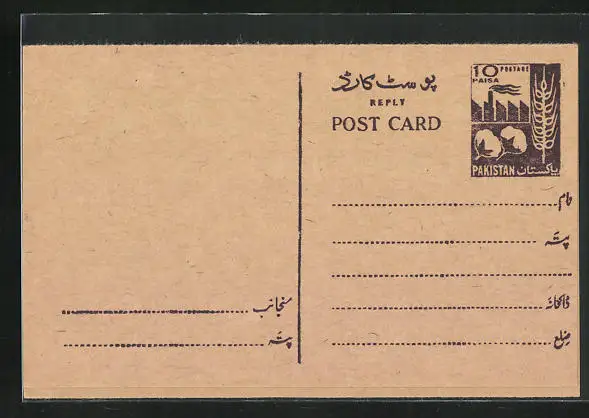 پوسٹ کارڈ
REPLY
POST CARD
10 POSTAGE
PAISA
PAKISTAN پاکستان
نام
پتہ
ڈاکخانہ
ضلع
منجانب
پتہ